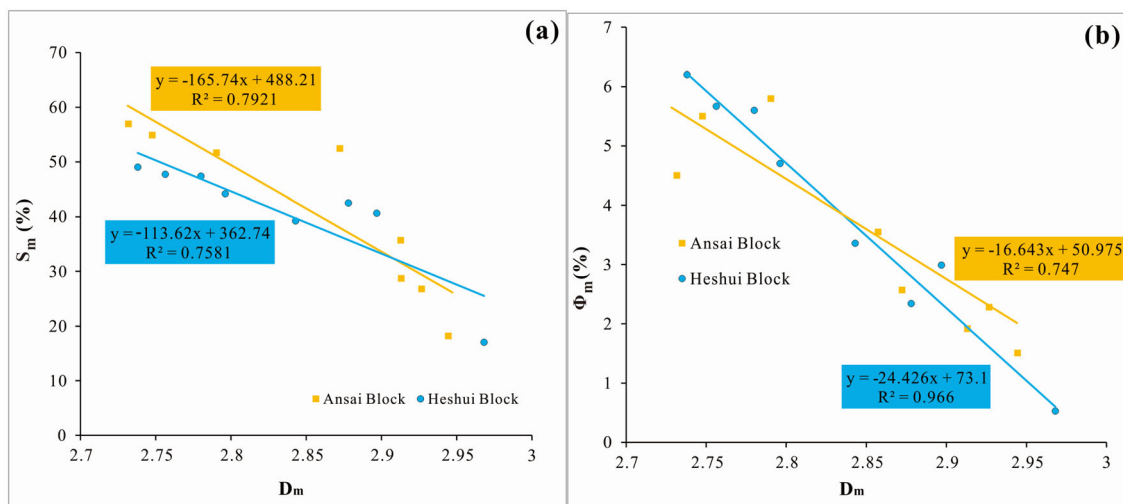 (a)
70
60
50
40
30
20
10
0
S_m (%)
y = -165.74x + 488.21
R² = 0.7921
y = -113.62x + 362.74
R² = 0.7581
Ansai Block
Heshui Block
2.7 2.75 2.8 2.85 2.9 2.95 3
D_m
(b)
7
6
5
4
3
2
1
0
Φ_m (%)
Ansai Block
Heshui Block
y = -16.643x + 50.975
R² = 0.747
y = -24.426x + 73.1
R² = 0.966
2.7 2.75 2.8 2.85 2.9 2.95 3
D_m